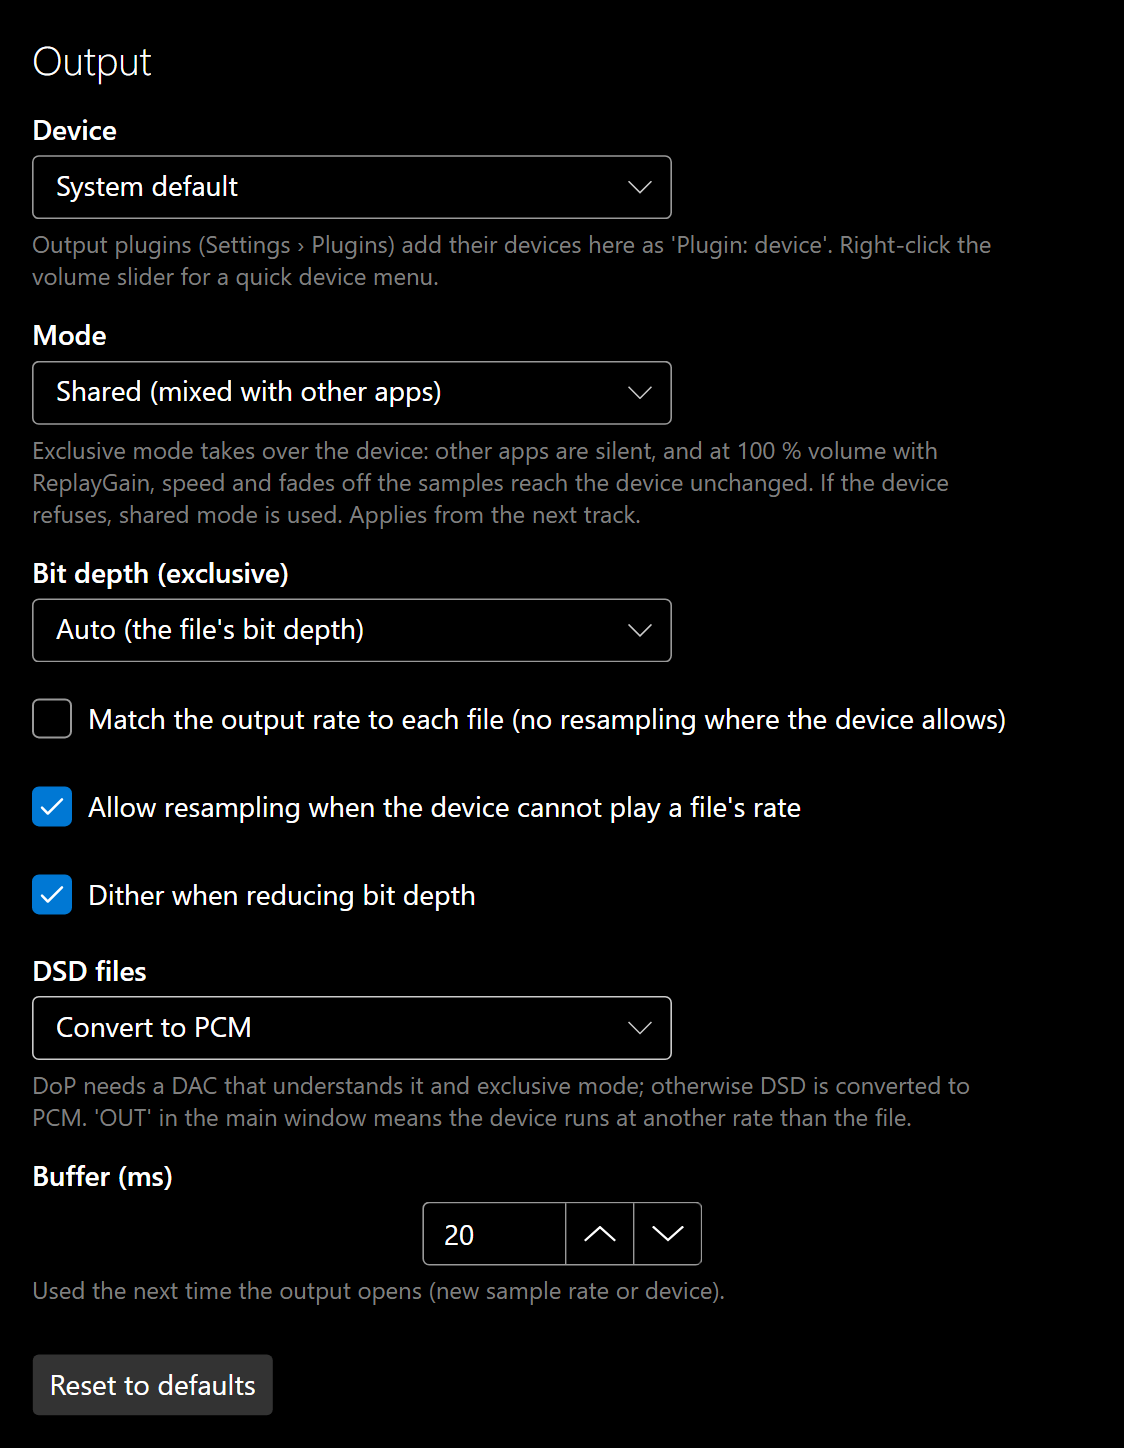 Output
Device
System default
Output plugins (Settings › Plugins) add their devices here as 'Plugin: device'. Right-click the
volume slider for a quick device menu.
Mode
Shared (mixed with other apps)
Exclusive mode takes over the device: other apps are silent, and at 100 % volume with
ReplayGain, speed and fades off the samples reach the device unchanged. If the device
refuses, shared mode is used. Applies from the next track.
Bit depth (exclusive)
Auto (the file's bit depth)
Match the output rate to each file (no resampling where the device allows)
Allow resampling when the device cannot play a file's rate
Dither when reducing bit depth
DSD files
Convert to PCM
DoP needs a DAC that understands it and exclusive mode; otherwise DSD is converted to
PCM. 'OUT' in the main window means the device runs at another rate than the file.
Buffer (ms)
20
Used the next time the output opens (new sample rate or device).
Reset to defaults